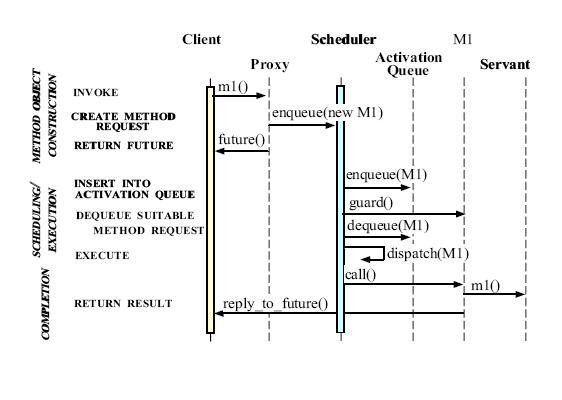 Client
Scheduler
M1
Proxy
Activation
Queue
Servant
METHOD OBJECT
CONSTRUCTION
INVOKE
m1()
CREATE METHOD
REQUEST
enqueue(new M1)
RETURN FUTURE
future()
SCHEDULING/
EXECUTION
INSERT INTO
ACTIVATION QUEUE
enqueue(M1)
DEQUEUE SUITABLE
METHOD REQUEST
guard()
dequeue(M1)
EXECUTE
dispatch(M1)
call()
COMPLETION
m1()
RETURN RESULT
reply_to_future()